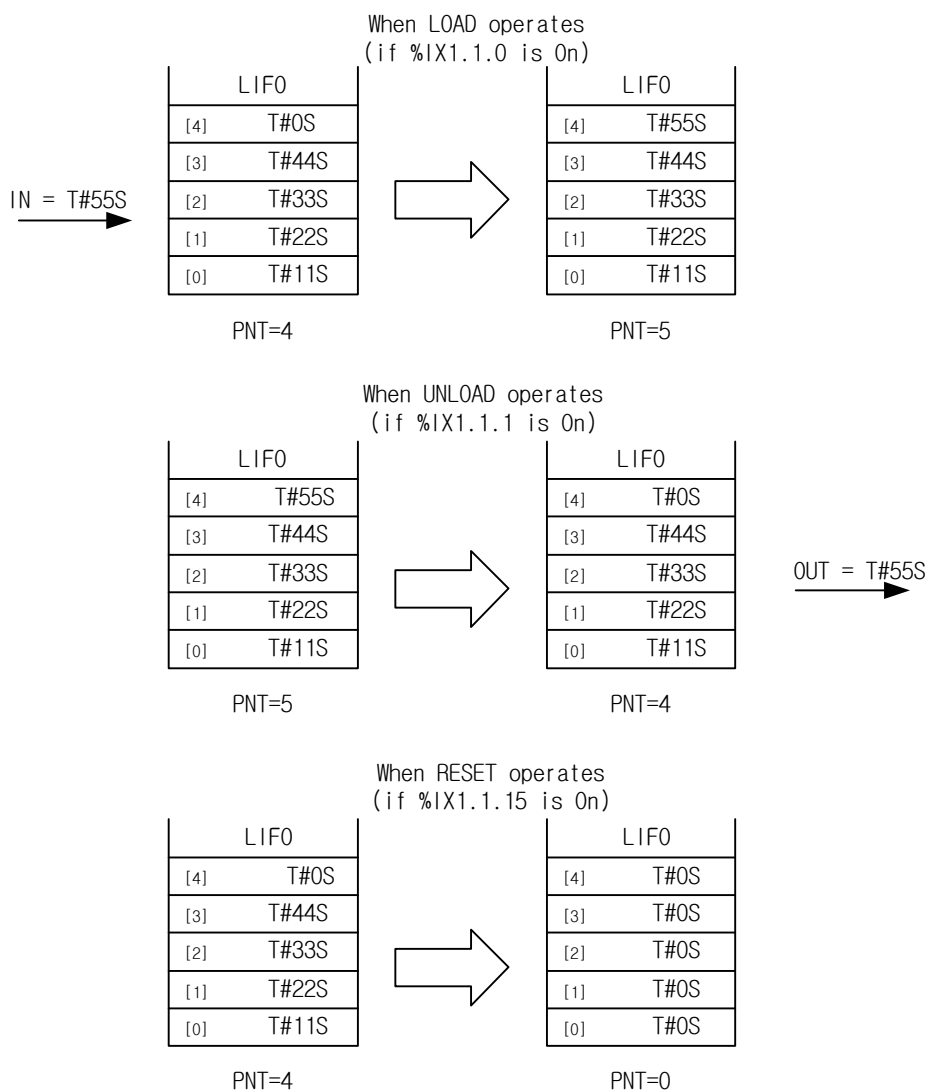 When LOAD operates
(if %IX1.1.0 is On)
LIFO LIFO
[4] T#0S [4] T#55S
[3] T#44S [3] T#44S
IN = T#55S [2] T#33S [2] T#33S
[1] T#22S [1] T#22S
[0] T#11S [0] T#11S
PNT=4 PNT=5
When UNLOAD operates
(if %IX1.1.1 is On)
LIFO LIFO
[4] T#55S [4] T#0S
[3] T#44S [3] T#44S
[2] T#33S [2] T#33S OUT = T#55S
[1] T#22S [1] T#22S
[0] T#11S [0] T#11S
PNT=5 PNT=4
When RESET operates
(if %IX1.1.15 is On)
LIFO LIFO
[4] T#0S [4] T#0S
[3] T#44S [3] T#0S
[2] T#33S [2] T#0S
[1] T#22S [1] T#0S
[0] T#11S [0] T#0S
PNT=4 PNT=0